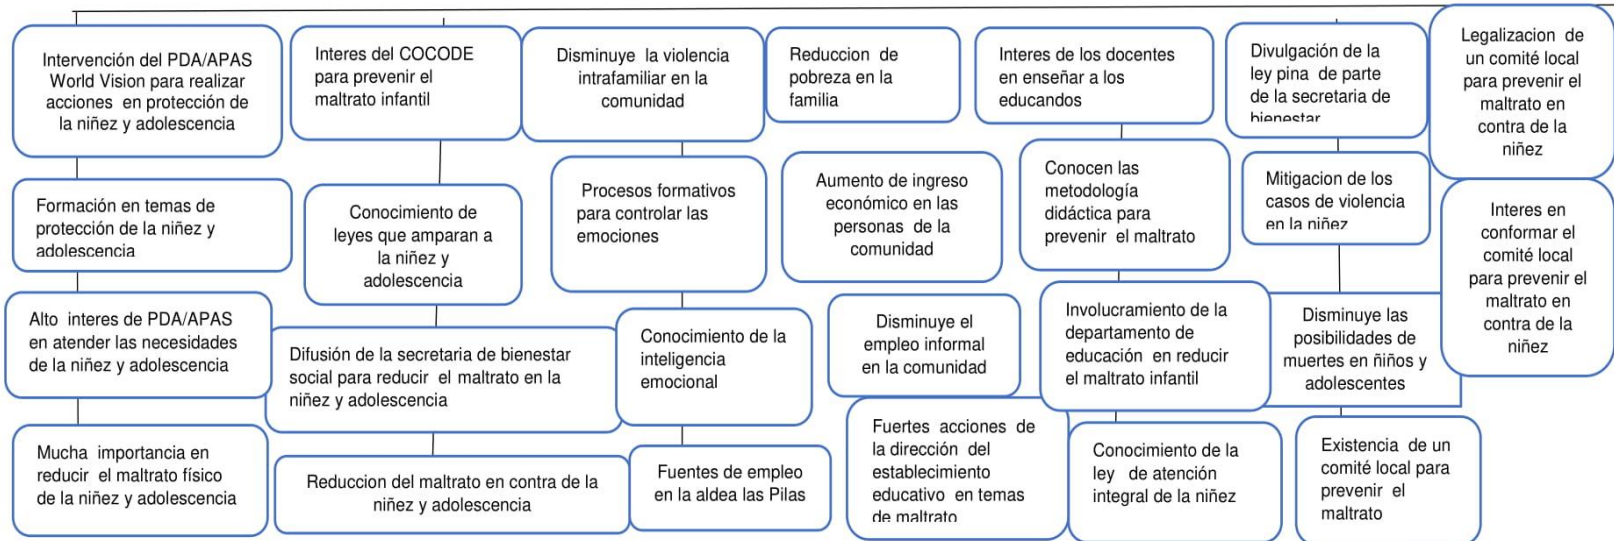 Intervención del PDA/APAS
World Vision para realizar
acciones en protección de
la niñez y adolescencia
Formación en temas de
protección de la niñez y
adolescencia
Alto interes de PDA/APAS
en atender las necesidades
de la niñez y adolescencia
Mucha importancia en
reducir el maltrato físico
de la niñez y adolescencia
Interes del COCODE
para prevenir el
maltrato infantil
Conocimiento de
leyes que amparan a
la niñez y
adolescencia
Difusión de la secretaria de bienestar
social para reducir el maltrato en la
niñez y adolescencia
Reduccion del maltrato en contra de la
niñez y adolescencia
Disminuye la violencia
intrafamiliar en la
comunidad
Procesos formativos
para controlar las
emociones
Conocimiento de la
inteligencia
emocional
Fuentes de empleo
en la aldea las Pilas
Reduccion de
pobreza en la
familia
Aumento de ingreso
económico en las
personas de la
comunidad
Disminuye el
empleo informal
en la comunidad
Fuertes acciones de
la dirección del
establecimiento
educativo en temas
de maltrato
Interes de los docentes
en enseñar a los
educandos
Conocen las
metodología
didáctica para
prevenir el maltrato
Involucramiento de la
departamento de
educación en reducir
el maltrato infantil
Conocimiento de la
ley de atención
integral de la niñez
Divulgación de la
ley pina de parte
de la secretaria de
bienestar
Mitigacion de los
casos de violencia
en la niñez
Disminuye las
posibilidades de
muertes en ñiños y
adolescentes
Existencia de un
comité local para
prevenir el
maltrato
Legalizacion de
un comité local
para prevenir el
maltrato en
contra de la
niñez
Interes en
conformar el
comité local
para prevenir el
maltrato en
contra de la
niñez